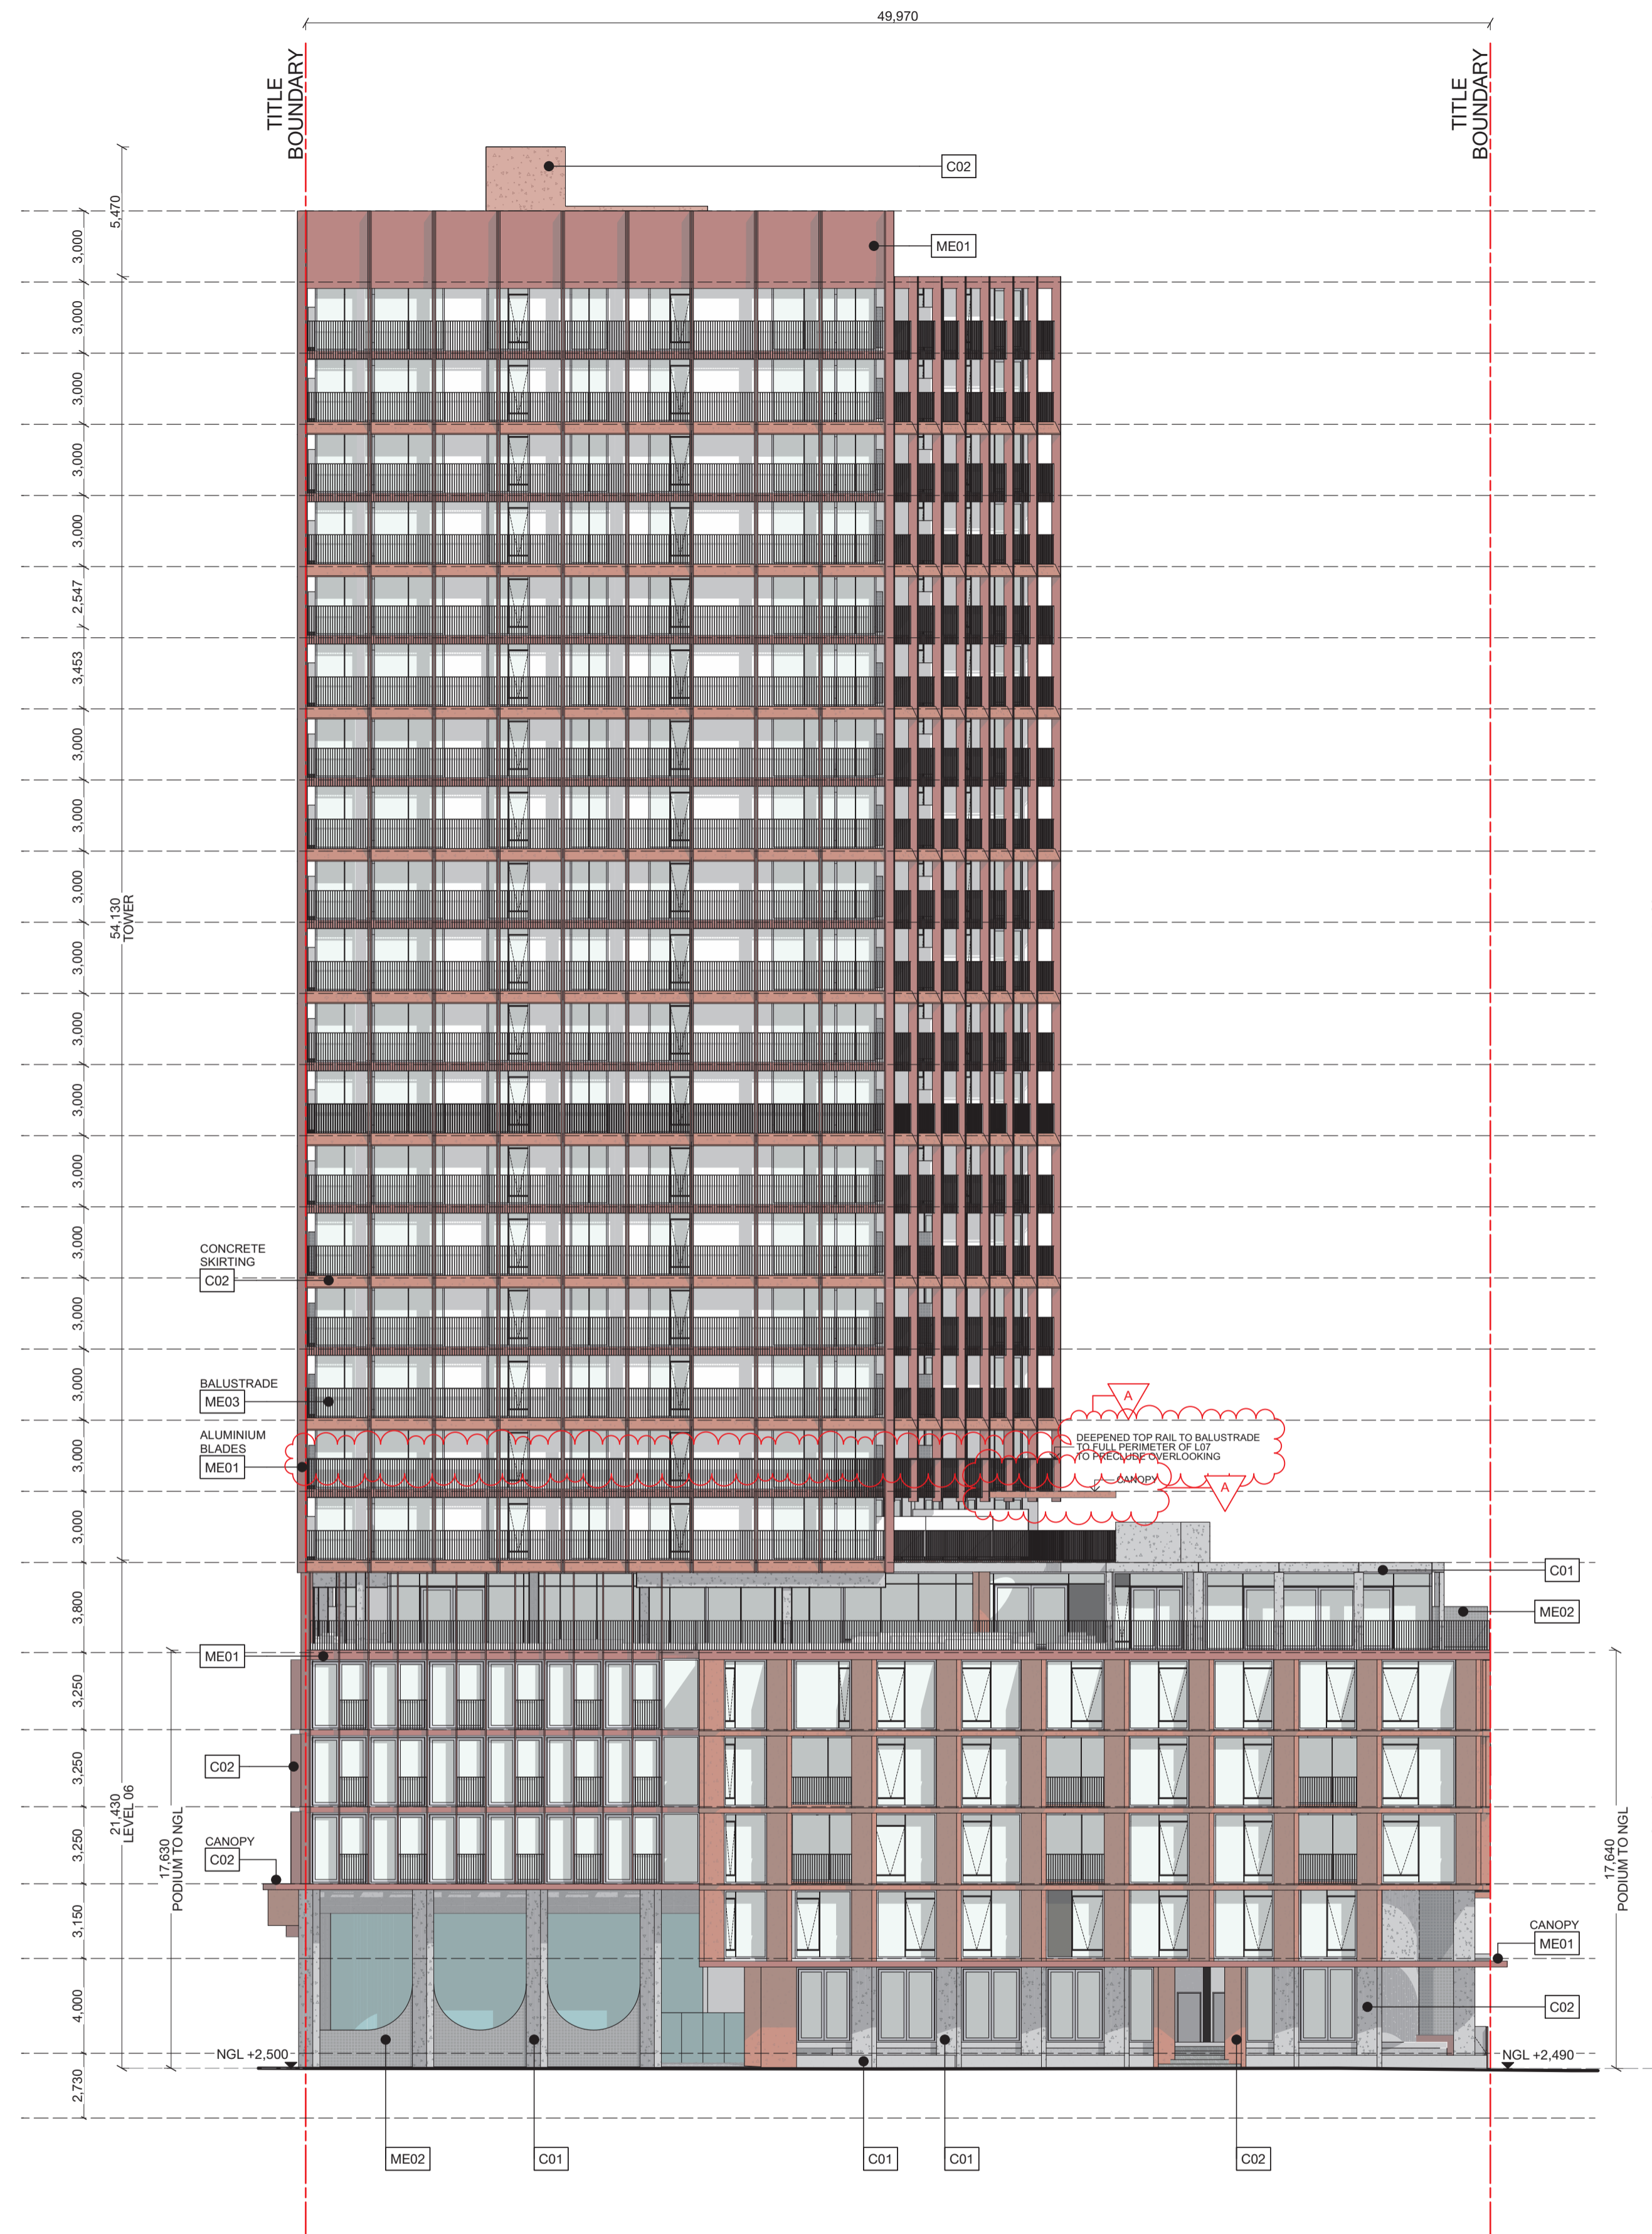 49,970
TITLE
BOUNDARY
TITLE
BOUNDARY
5,470
C02
3,000
ME01
3,000
3,000
3,000
3,000
2,547
3,453
3,000
3,000
3,000
54,130
TOWER
3,000
3,000
3,000
3,000
3,000
CONCRETE
SKIRTING
C02
3,000
BALUSTRADE
ME03
3,000
A
ALUMINIUM
BLADES
ME01
DEEPENED TOP RAIL TO BALUSTRADE
TO FULL PERIMETER OF L07
TO PRECLUDE OVERLOOKING
3,000
CANOPY
A
3,000
C01
3,800
ME02
ME01
3,250
C02
3,250
21,430
LEVEL 06
17,630
PODIUM TO NGL
17,640
PODIUM TO NGL
CANOPY
C02
3,250
3,150
CANOPY
ME01
4,000
C02
NGL +2,500
NGL +2,490
2,730
ME02
C01
C01
C01
C02